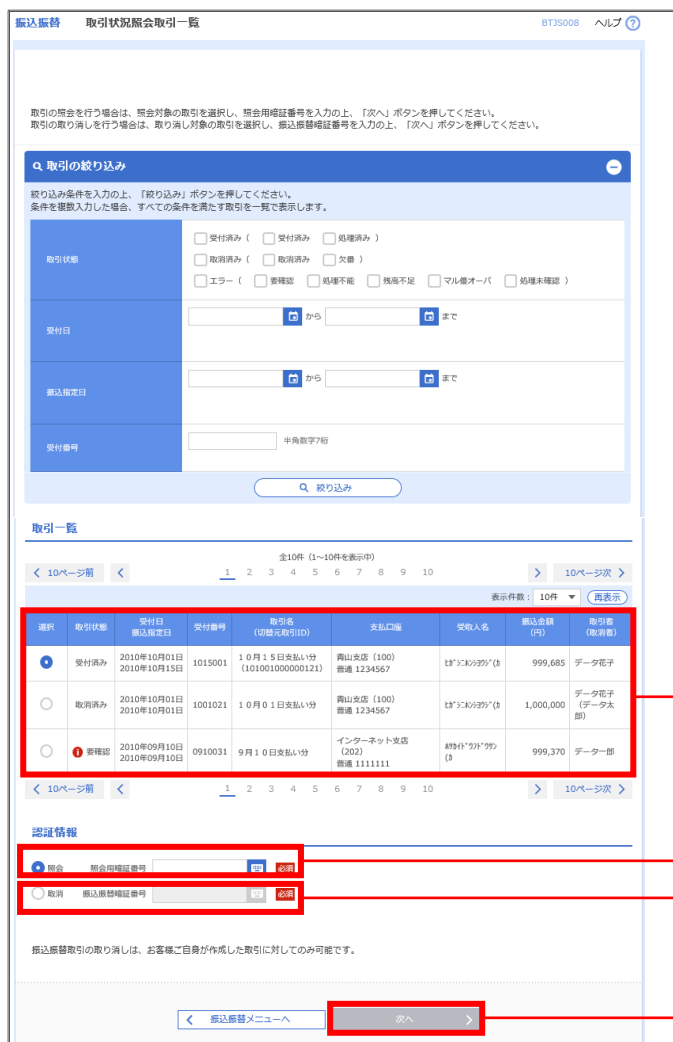 振込振替 取引状況照会取引一覧 BTJS008 ヘルプ ?
取引の照会を行う場合は、照会対象の取引を選択し、照会用暗証番号を入力の上、「次へ」ボタンを押してください。
取引の取り消しを行う場合は、取り消し対象の取引を選択し、振込振替暗証番号を入力の上、「次へ」ボタンを押してください。
取引の絞り込み
絞り込み条件を入力の上、「絞り込み」ボタンを押してください。
条件を複数入力した場合、すべての条件を満たす取引を一覧で表示します。
取引状態
受付済み ( 受付済み 処理済み )
取消済み ( 取消済み 欠番 )
エラー ( 要確認 処理不能 残高不足 マル優オーバ 処理未確認 )
受付日 から まで
振込指定日 から まで
受付番号 半角数字7桁
絞り込み
取引一覧
全10件 (1~10件を表示中)
10ページ前 1 2 3 4 5 6 7 8 9 10 10ページ次
表示件数: 10件 再表示
選択 取引状態 受付日 受付番号 取引名 支払口座 受取人名 振込金額 取引者
振込指定日 (切替元取引ID) (円) (取消者)
受付済み 2010年10月01日 1015001 10月15日支払い分 青山支店 (100) 999,685 データ花子
2010年10月15日 (101001000000121) 普通 1234567
取消済み 2010年10月01日 1001021 10月01日支払い分 青山支店 (100) 1,000,000 データ花子
2010年10月01日 普通 1234567 (データ太
郎)
要確認 2010年09月10日 0910031 9月10日支払い分 インターネット支店 999,370 データ一郎
2010年09月10日 (202)
普通 1111111
10ページ前 1 2 3 4 5 6 7 8 9 10 10ページ次
認証情報
照会 照会用暗証番号 必須
取消 振込振替暗証番号 必須
振込振替取引の取り消しは、お客様ご自身が作成した取引に対してのみ可能です。
振込振替メニューへ 次へ